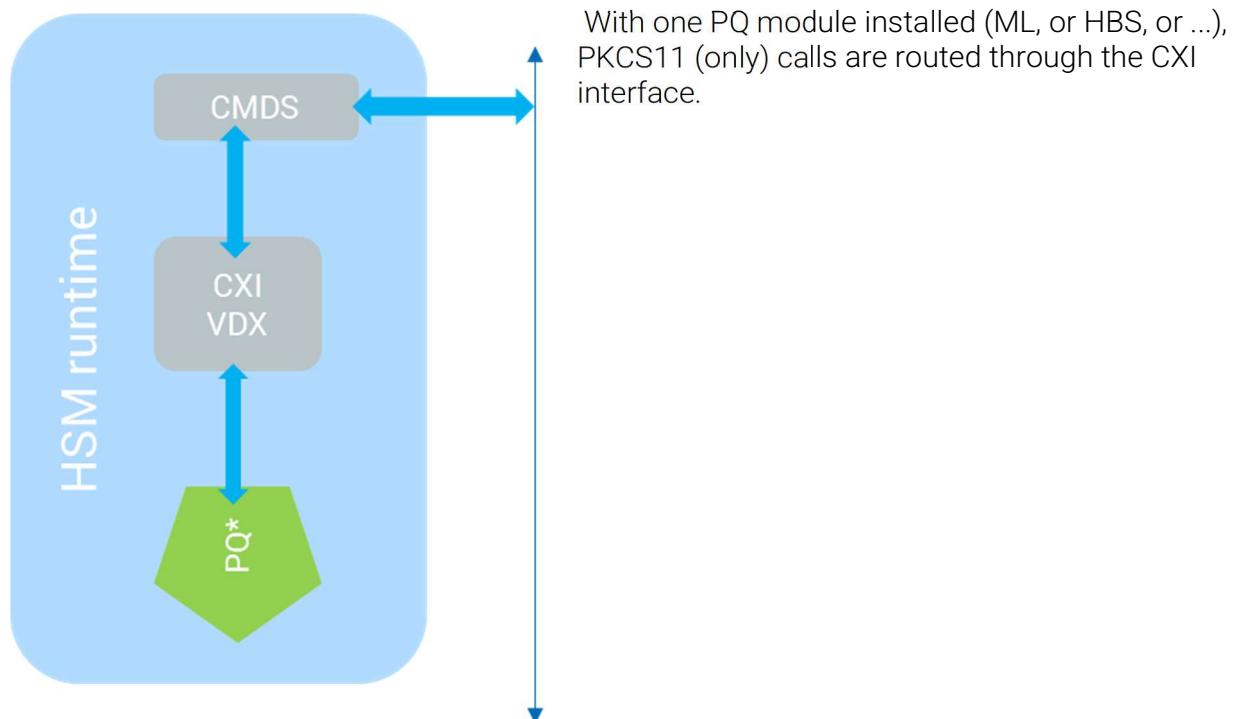 With one PQ module installed (ML, or HBS, or ...),
PKCS11 (only) calls are routed through the CXI
interface.
CMDS
CXI
VDX
HSM runtime
PQ*